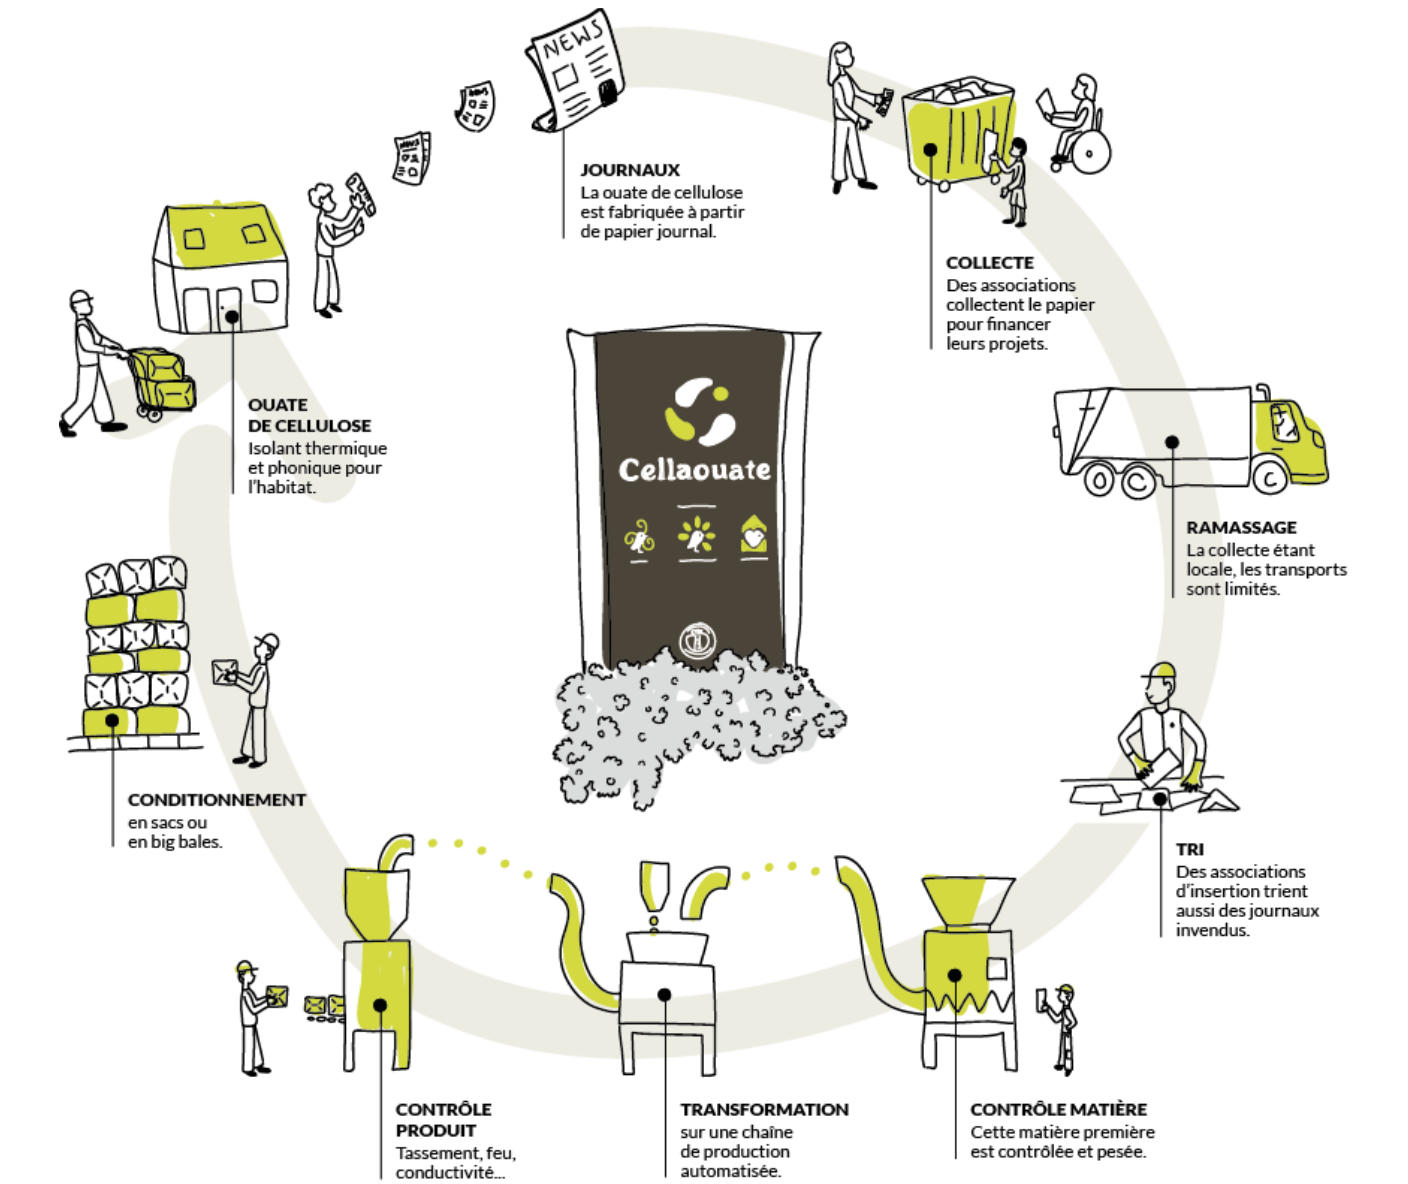 NEWS
NEWS
NEWS
JOURNAUX
La ouate de cellulose
est fabriquée à partir
de papier journal.
COLLECTE
Des associations
collectent le papier
pour financer
leurs projets.
RAMASSAGE
La collecte étant
locale, les transports
sont limités.
TRI
Des associations
d'insertion trient
aussi des journaux
invendus.
CONTRÔLE MATIÈRE
Cette matière première
est contrôlée et pesée.
TRANSFORMATION
sur une chaîne
de production
automatisée.
CONTRÔLE
PRODUIT
Tassement, feu,
conductivité...
CONDITIONNEMENT
en sacs ou
en big bales.
OUATE
DE CELLULOSE
Isolant thermique
et phonique pour
l'habitat.
Cellaouate